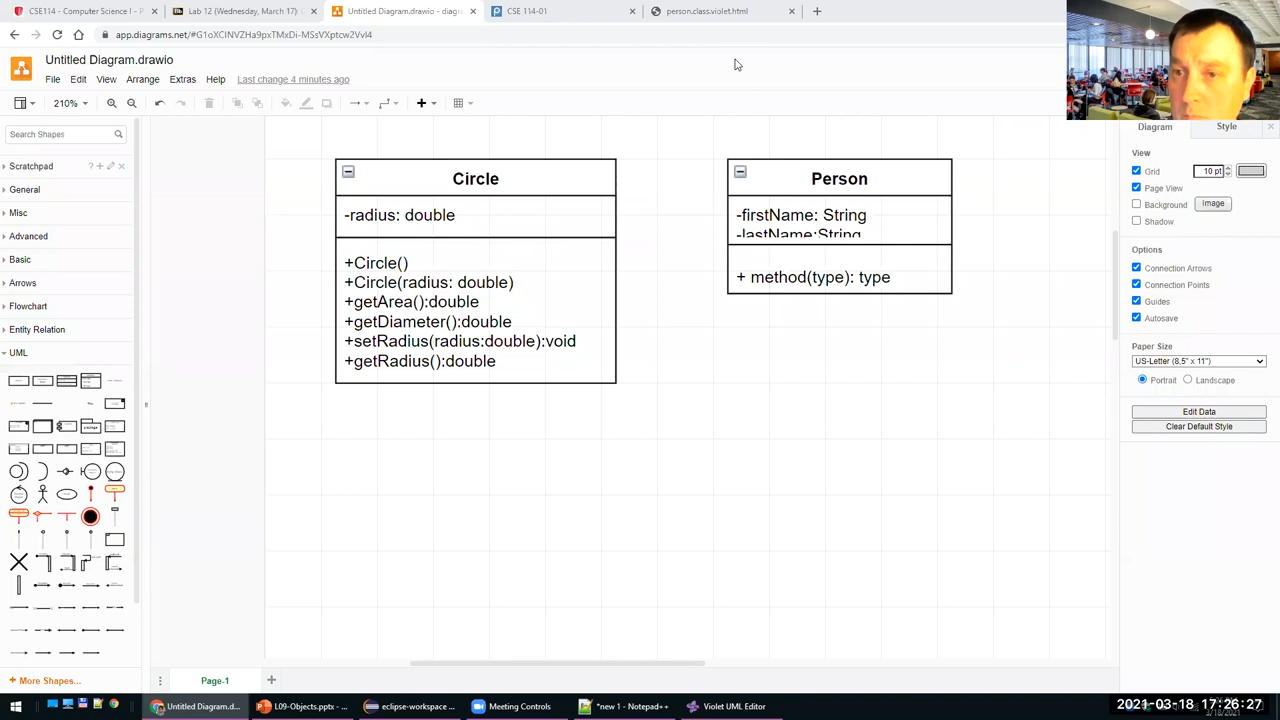 CSE114 - Computer Science I - P
Lab 12 (Wednesday, March 17):
Untitled Diagram.drawio - diagra
CSE 114-01
person.class.violet.html
app.diagrams.net/#G1oXCINVZHa9pxTMxDi-MSsVXptcw2Vvl4
Untitled Diagram.drawio
File Edit View Arrange Extras Help Last change 4 minutes ago
210%
Search Shapes
Scratchpad
General
Misc
Advanced
Basic
Arrows
Flowchart
Entity Relation
UML
+ More Shapes...
Circle
-radius: double
+Circle()
+Circle(radius: double)
+getArea():double
+getDiameter():double
+setRadius(radius:double):void
+getRadius():double
Person
-firstName: String
-lastName:String
+ method(type): type
Diagram Style
View
Grid 10 pt
Page View
Background Image
Shadow
Options
Connection Arrows
Connection Points
Guides
Autosave
Paper Size
US-Letter (8,5" x 11")
Portrait Landscape
Edit Data
Clear Default Style
Page-1
Untitled Diagram.d...
L09-Objects.pptx - ...
eclipse-workspace ...
Meeting Controls
*new 1 - Notepad++
Violet UML Editor
2021-03-18 17:26:27